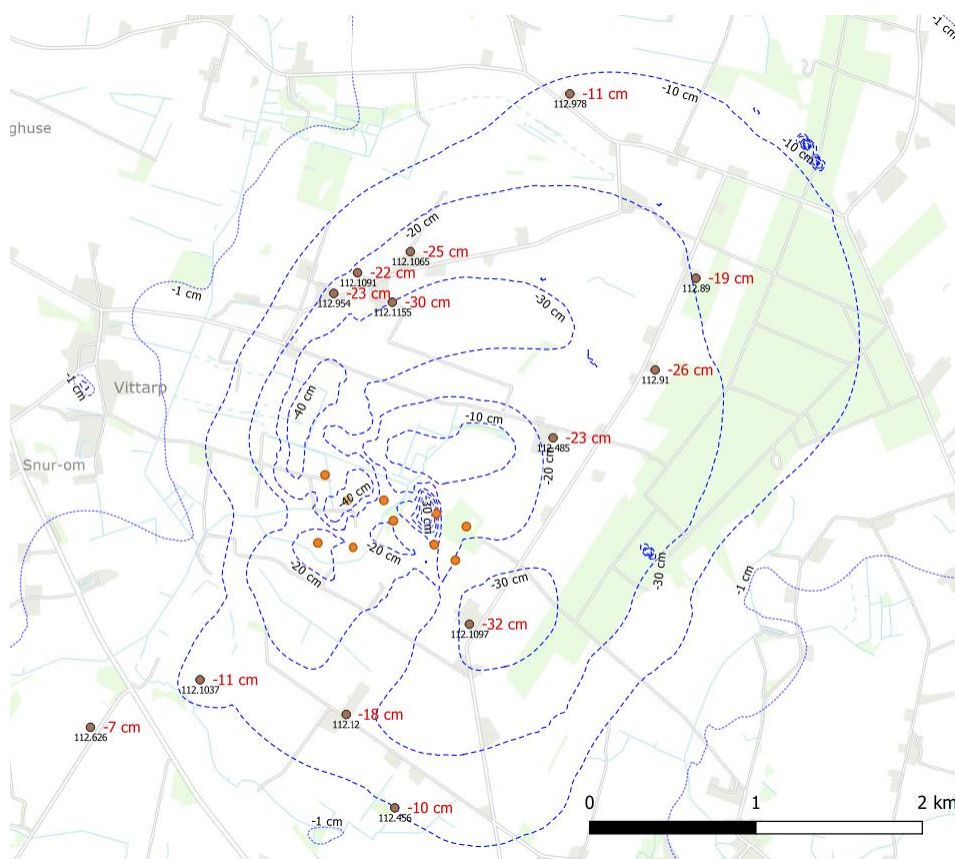 -1 cm
-11 cm
112.978
-10 cm
ghuse
-10 cm
-20 cm
-25 cm
112.1065
-22 cm
112.1091
-19 cm
112.89
-1 cm
-23 cm
112.954
-30 cm
112.1155
-30 cm
-26 cm
112.91
-1 cm
Vittarp
-40 cm
-10 cm
-23 cm
112.485
Snur-om
-20 cm
-40 cm
-30 cm
-20 cm
-20 cm
-30 cm
-30 cm
-1 cm
-32 cm
112.1097
-11 cm
112.1037
-18 cm
112.12
-7 cm
112.626
-10 cm
112.456
-1 cm
0 1 2 km